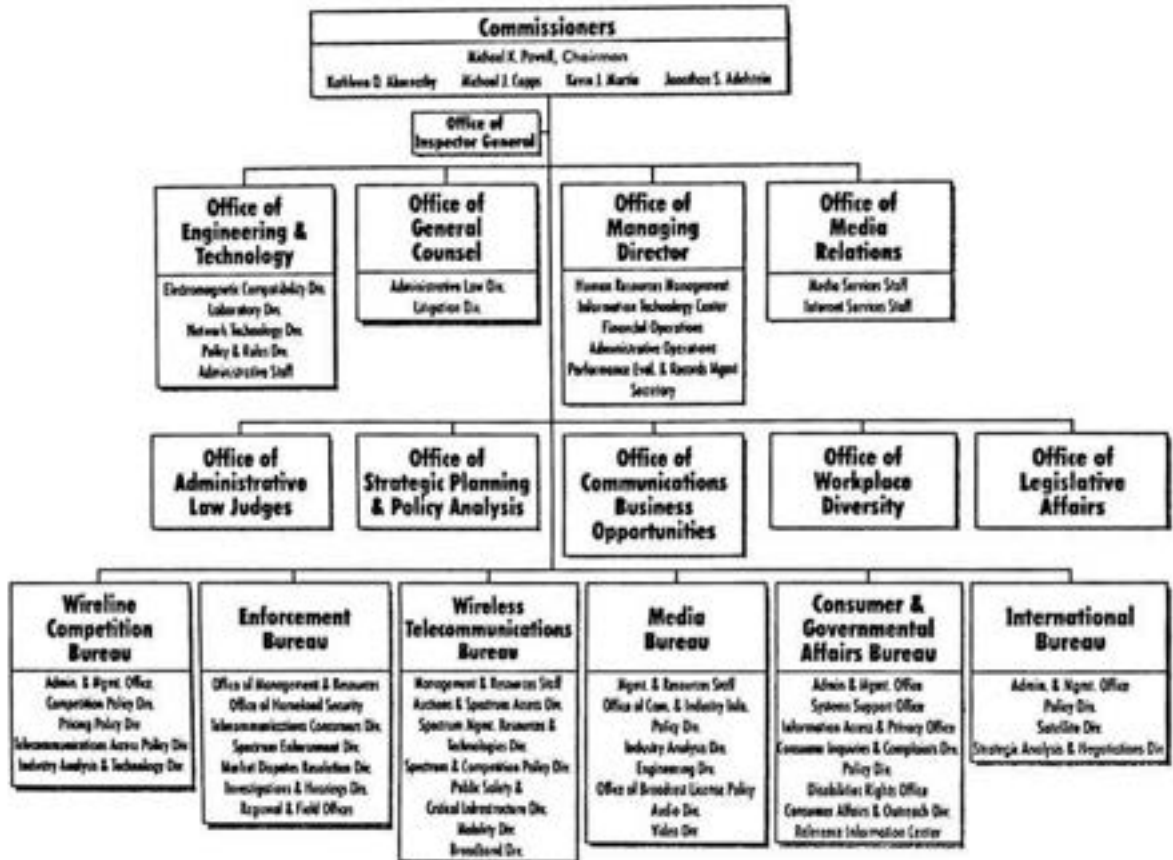 Commissioners
Michael K. Powell, Chairman
Kathleen D. Abernathy Michael J. Copps Kevin J. Martin Jonathan S. Adelstein
Office of
Inspector General
Office of
Engineering &
Technology
Electromagnetic Compatibility Div.
Laboratory Div.
Network Technology Div.
Policy & Rules Div.
Administrative Staff
Office of
General
Counsel
Administrative Law Div.
Litigation Div.
Office of
Managing
Director
Human Resources Management
Information Technology Center
Financial Operations
Administrative Operations
Performance Eval. & Records Mgmt
Secretary
Office of
Media
Relations
Media Services Staff
Internet Services Staff
Office of
Administrative
Law Judges
Office of
Strategic Planning
& Policy Analysis
Office of
Communications
Business
Opportunities
Office of
Workplace
Diversity
Office of
Legislative
Affairs
Wireline
Competition
Bureau
Admin. & Mgmt. Office
Competition Policy Div.
Pricing Policy Div
Telecommunications Access Policy Div
Industry Analysis & Technology Div
Enforcement
Bureau
Office of Management & Resources
Office of Homeland Security
Telecommunications Consumers Div.
Spectrum Enforcement Div.
Market Disputes Resolution Div.
Investigations & Hearings Div.
Regional & Field Offices
Wireless
Telecommunications
Bureau
Management & Resources Staff
Auctions & Spectrum Access Div.
Spectrum Mgmt. Resources &
Technologies Div.
Spectrum & Competition Policy Div
Public Safety &
Critical Infrastructure Div.
Mobility Div
Broadband Div.
Media
Bureau
Mgmt. & Resources Staff
Office of Com. & Industry Info.
Policy Div.
Industry Analysis Div.
Engineering Div.
Office of Broadcast License Policy
Audio Div.
Video Div
Consumer &
Governmental
Affairs Bureau
Admin & Mgmt. Office
Systems Support Office
Information Access & Privacy Office
Consumer Inquiries & Complaints Div.
Policy Div.
Disabilities Rights Office
Consumer Affairs & Outreach Div.
Reference Information Center
International
Bureau
Admin. & Mgmt. Office
Policy Div.
Satellite Div.
Strategic Analysis & Negotiations Div